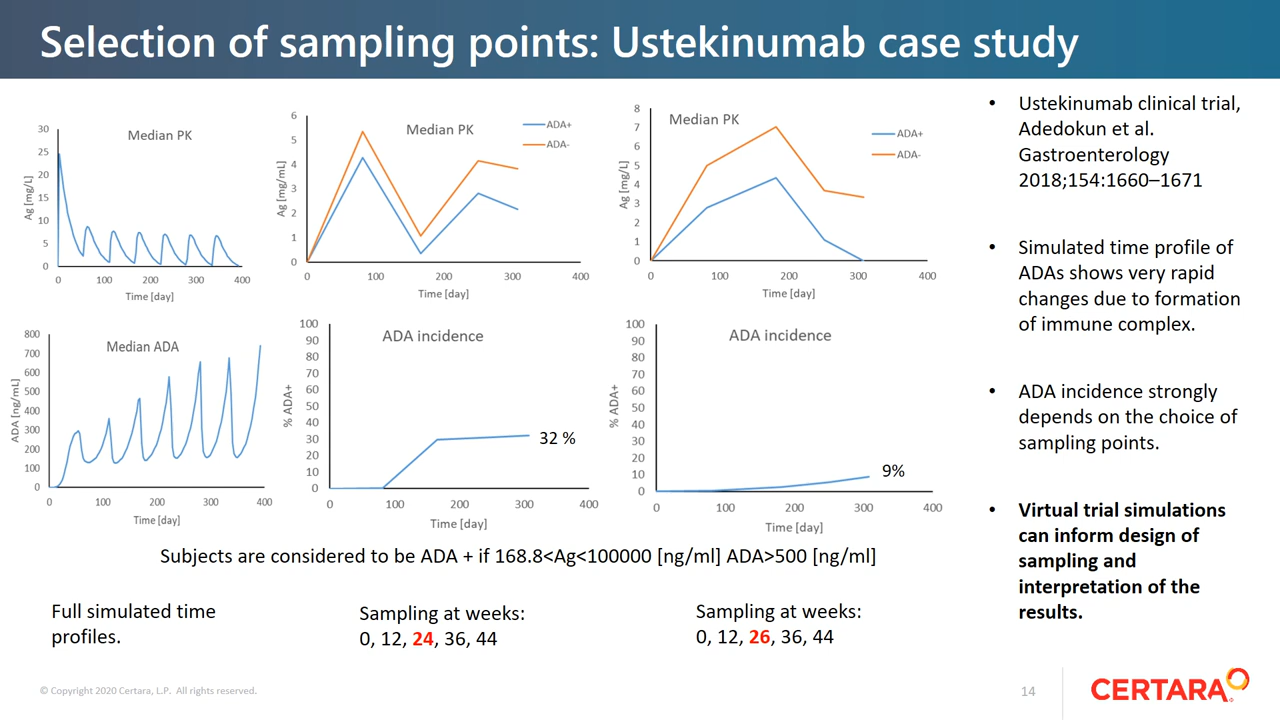 Selection of sampling points: Ustekinumab case study
Median PK
30
25
20
15
10
5
0
Ag [mg/L]
0 100 200 300 400
Time [day]
Median PK
ADA+
ADA-
6
5
4
3
2
1
0
Ag [mg/mL]
0 100 200 300 400
Time [day]
Median PK
ADA+
ADA-
8
7
6
5
4
3
2
1
0
Ag [mg/L]
0 100 200 300 400
Time [day]
Median ADA
800
700
600
500
400
300
200
100
0
ADA [ng/mL]
0 100 200 300 400
Time [day]
ADA incidence
100
90
80
70
60
50
40
30
20
10
0
% ADA+
32 %
0 100 200 300 400
Time [day]
ADA incidence
100
90
80
70
60
50
40
30
20
10
0
% ADA+
9%
0 100 200 300 400
Time [day]
Subjects are considered to be ADA + if 168.8<Ag<100000 [ng/ml] ADA>500 [ng/ml]
Full simulated time
profiles.
Sampling at weeks:
0, 12, 24, 36, 44
Sampling at weeks:
0, 12, 26, 36, 44
• Ustekinumab clinical trial,
Adedokun et al.
Gastroenterology
2018;154:1660–1671
• Simulated time profile of
ADAs shows very rapid
changes due to formation
of immune complex.
• ADA incidence strongly
depends on the choice of
sampling points.
• Virtual trial simulations
can inform design of
sampling and
interpretation of the
results.
© Copyright 2020 Certara, L.P. All rights reserved.
14
CERTARA